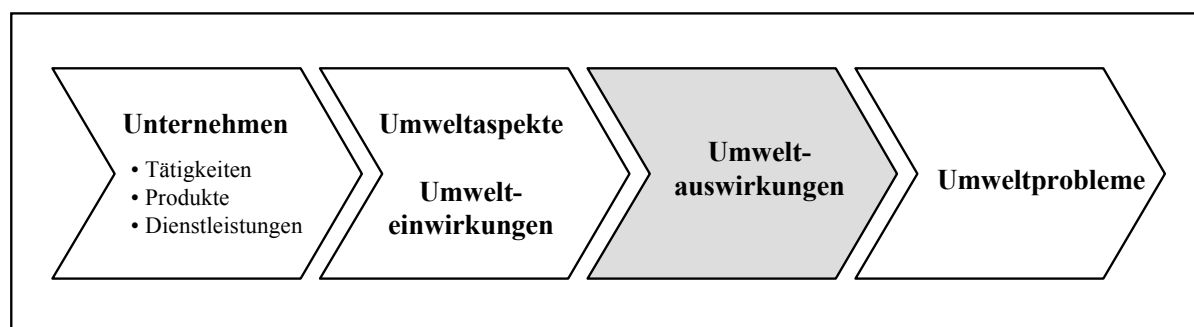 Unternehmen
• Tätigkeiten
• Produkte
• Dienstleistungen
Umweltaspekte
Umwelt-
einwirkungen
Umwelt-
auswirkungen
Umweltprobleme